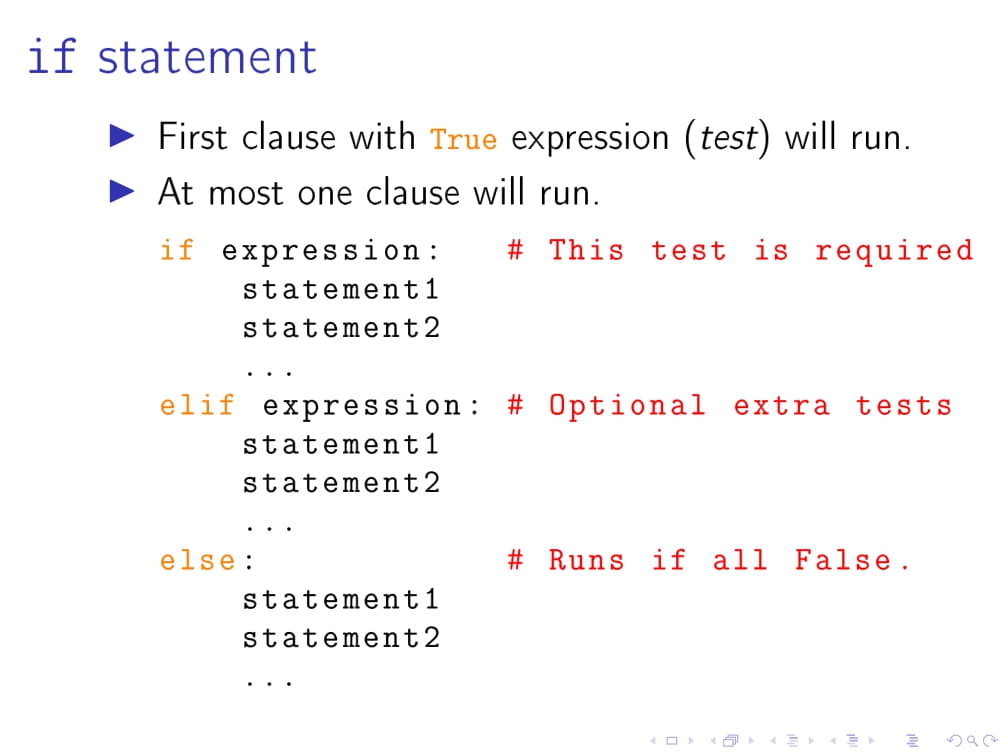 if statement
First clause with True expression (test) will run.
At most one clause will run.
if expression:   # This test is required
    statement1
    statement2
    ...
elif expression: # Optional extra tests
    statement1
    statement2
    ...
else:            # Runs if all False.
    statement1
    statement2
    ...